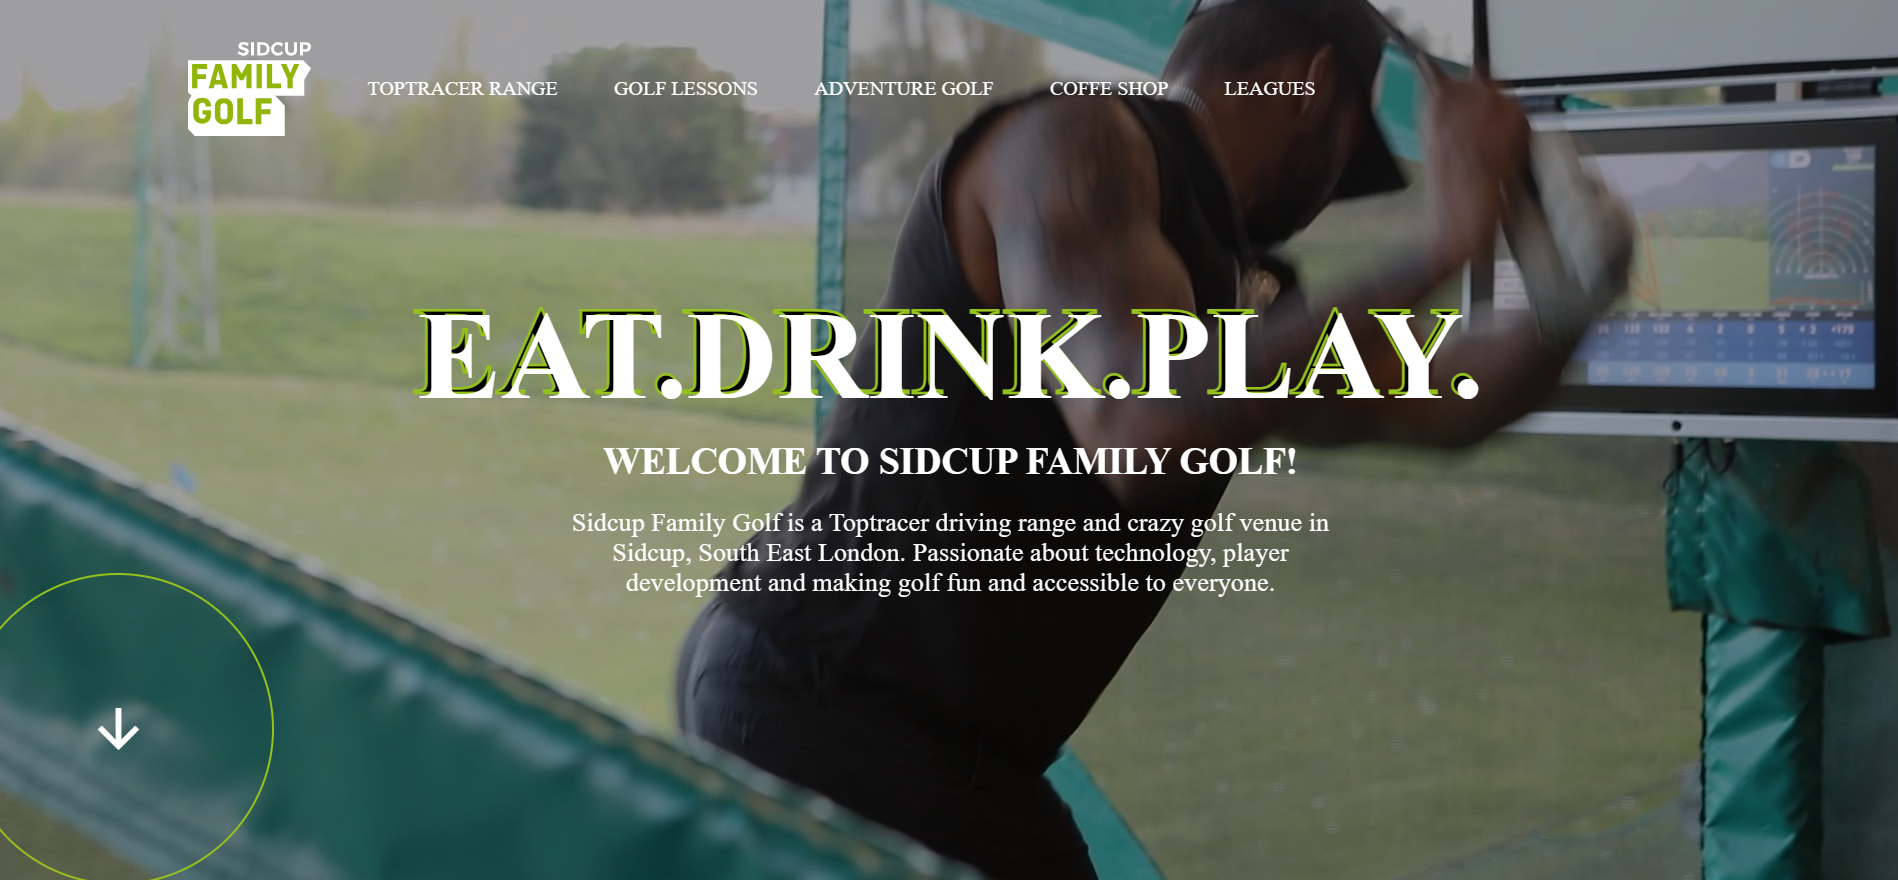 SIDCUP
FAMILY
GOLF
TOPTRACER RANGE GOLF LESSONS ADVENTURE GOLF COFFE SHOP LEAGUES
EAT.DRINK.PLAY.
WELCOME TO SIDCUP FAMILY GOLF!
Sidcup Family Golf is a Toptracer driving range and crazy golf venue in
Sidcup, South East London. Passionate about technology, player
development and making golf fun and accessible to everyone.